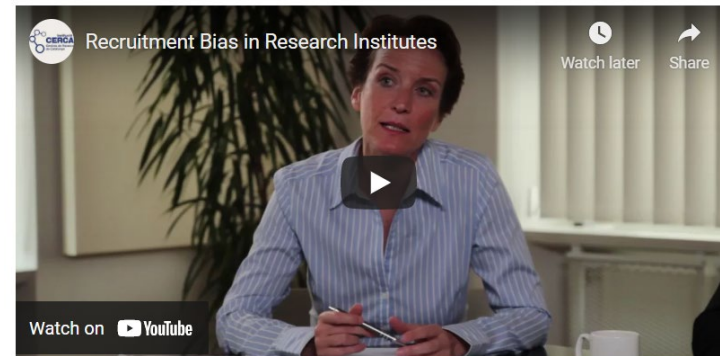 CERCA
Recruitment Bias in Research Institutes
Watch later
Share
Watch on YouTube